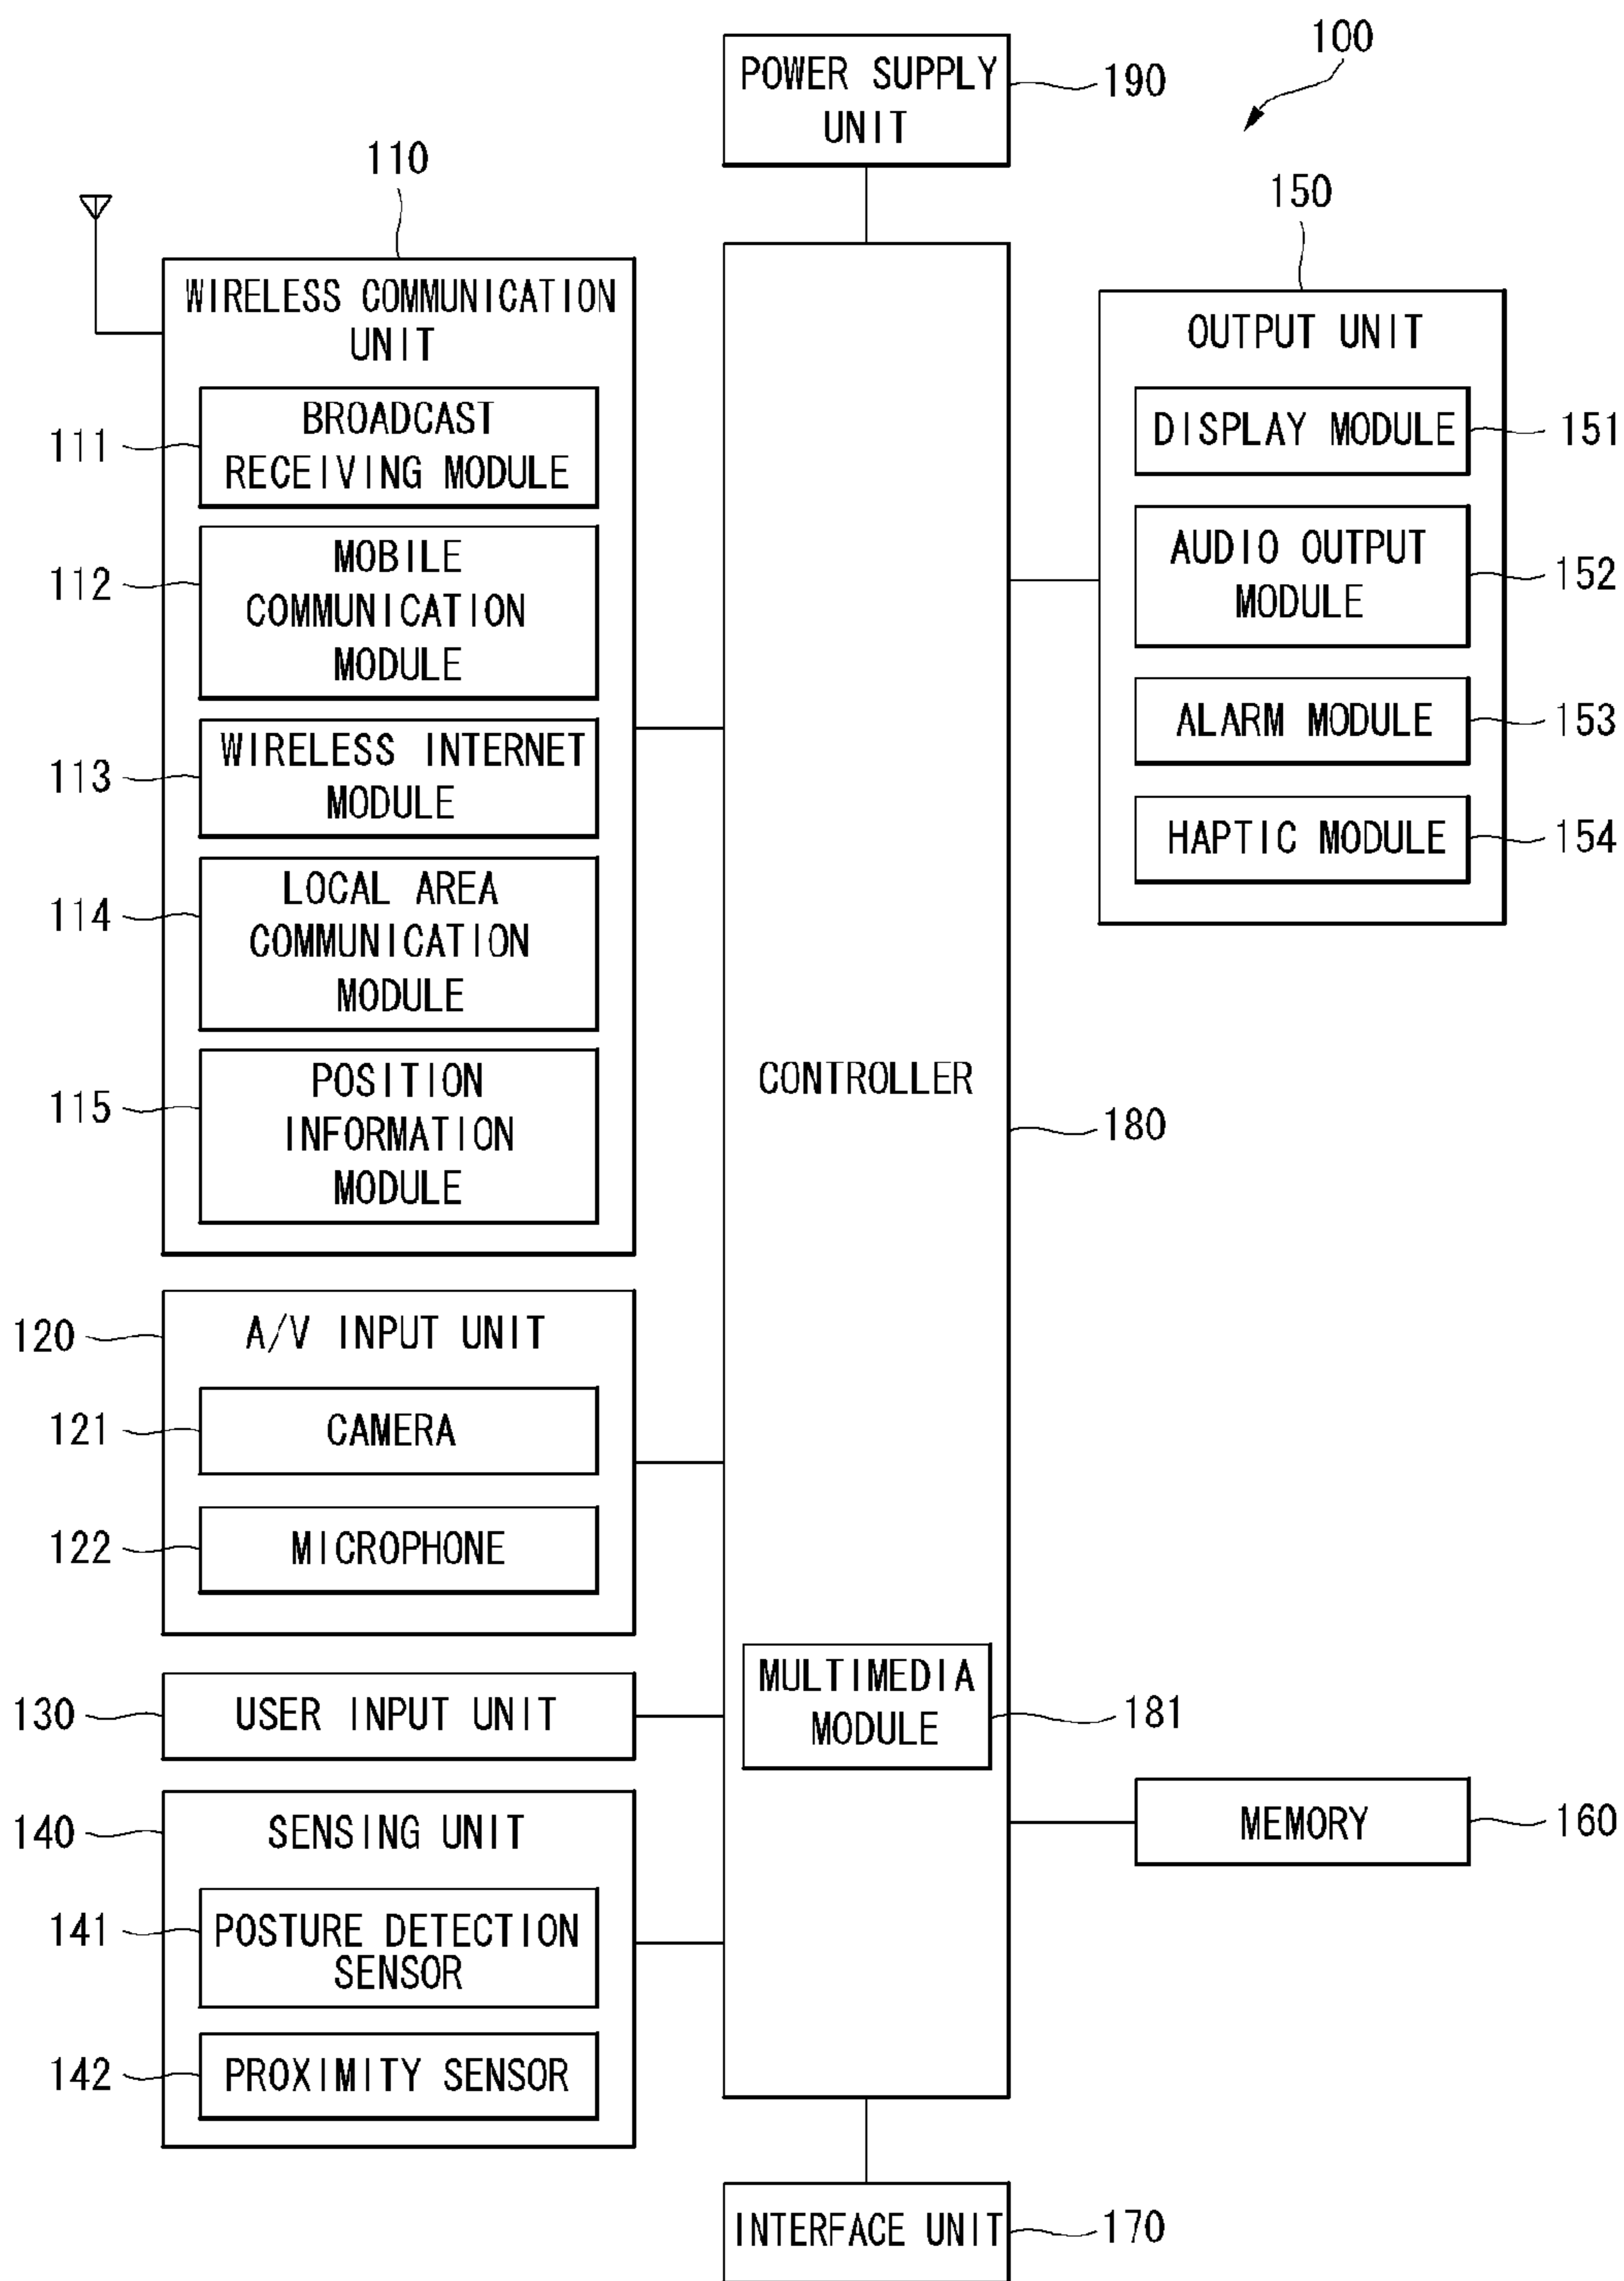 100
POWER SUPPLY
UNIT
190
110
WIRELESS COMMUNICATION
UNIT
111
BROADCAST
RECEIVING MODULE
112
MOBILE
COMMUNICATION
MODULE
113
WIRELESS INTERNET
MODULE
114
LOCAL AREA
COMMUNICATION
MODULE
115
POSITION
INFORMATION
MODULE
120
A/V INPUT UNIT
121
CAMERA
122
MICROPHONE
130
USER INPUT UNIT
140
SENSING UNIT
141
POSTURE DETECTION
SENSOR
142
PROXIMITY SENSOR
CONTROLLER
180
MULTIMEDIA
MODULE
181
150
OUTPUT UNIT
DISPLAY MODULE
151
AUDIO OUTPUT
MODULE
152
ALARM MODULE
153
HAPTIC MODULE
154
MEMORY
160
INTERFACE UNIT
170